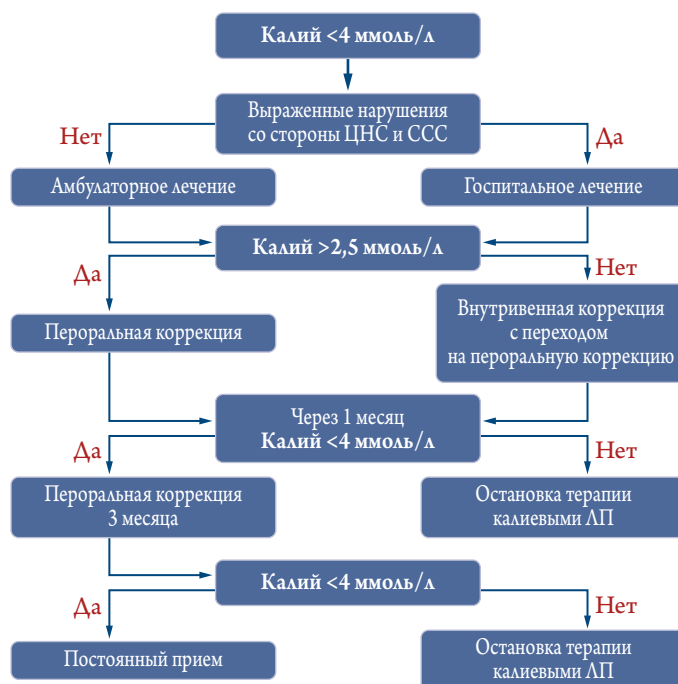 Калий <4 ммоль/л
Выраженные нарушения
со стороны ЦНС и ССС
Нет
Да
Амбулаторное лечение
Госпитальное лечение
Калий >2,5 ммоль/л
Да
Нет
Пероральная коррекция
Внутривенная коррекция
с переходом
на пероральную коррекцию
Через 1 месяц
Калий <4 ммоль/л
Да
Нет
Пероральная коррекция
3 месяца
Остановка терапии
калиевыми ЛП
Калий <4 ммоль/л
Да
Нет
Постоянный прием
Остановка терапии
калиевыми ЛП